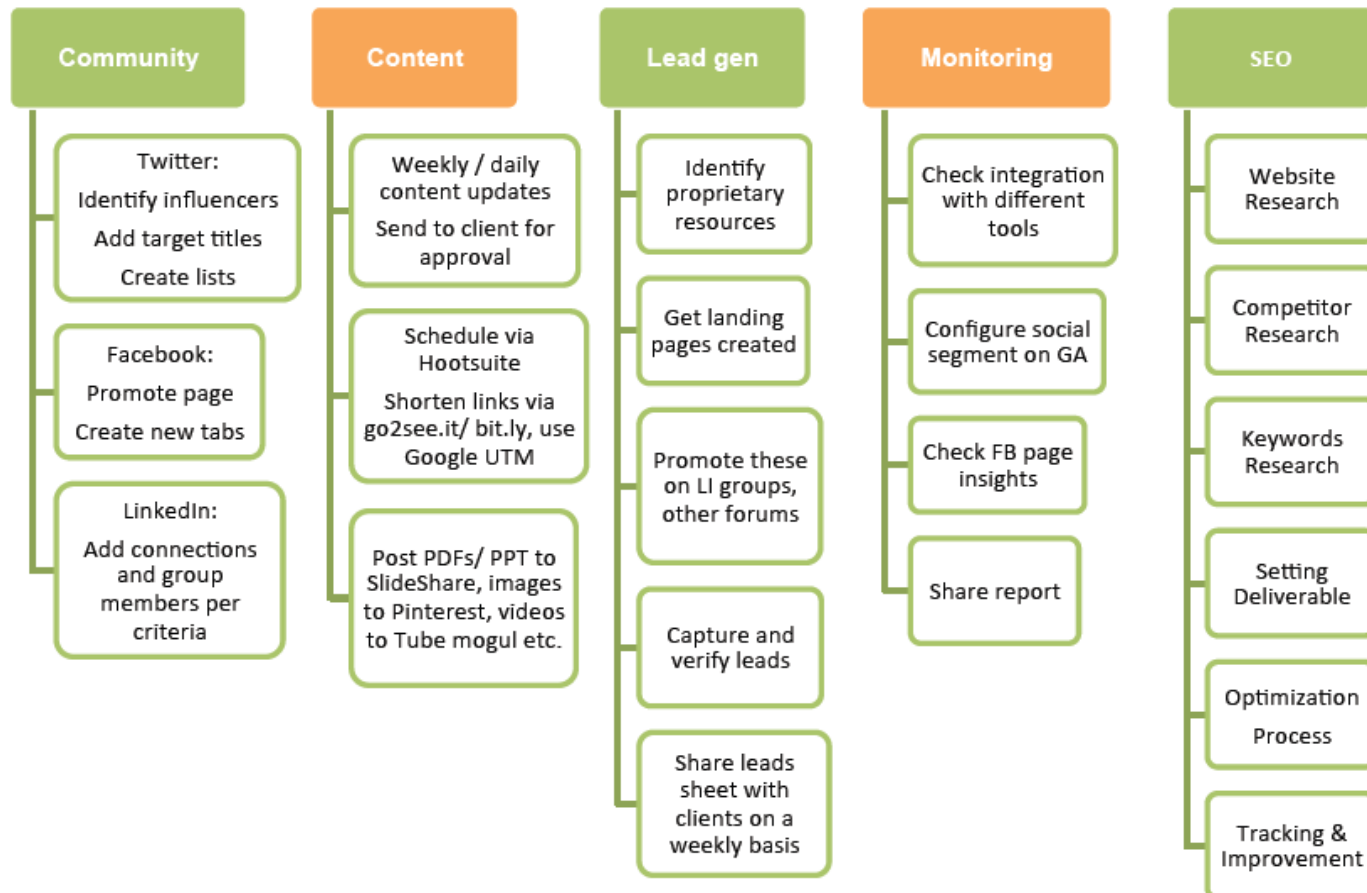 Community
Twitter:
Identify influencers
Add target titles
Create lists
Facebook:
Promote page
Create new tabs
LinkedIn:
Add connections
and group
members per
criteria
Content
Weekly / daily
content updates
Send to client for
approval
Schedule via
Hootsuite
Shorten links via
go2see.it/ bit.ly, use
Google UTM
Post PDFs/ PPT to
SlideShare, images
to Pinterest, videos
to Tube mogul etc.
Lead gen
Identify
proprietary
resources
Get landing
pages created
Promote these
on LI groups,
other forums
Capture and
verify leads
Share leads
sheet with
clients on a
weekly basis
Monitoring
Check integration
with different
tools
Configure social
segment on GA
Check FB page
insights
Share report
SEO
Website
Research
Competitor
Research
Keywords
Research
Setting
Deliverable
Optimization
Process
Tracking &
Improvement